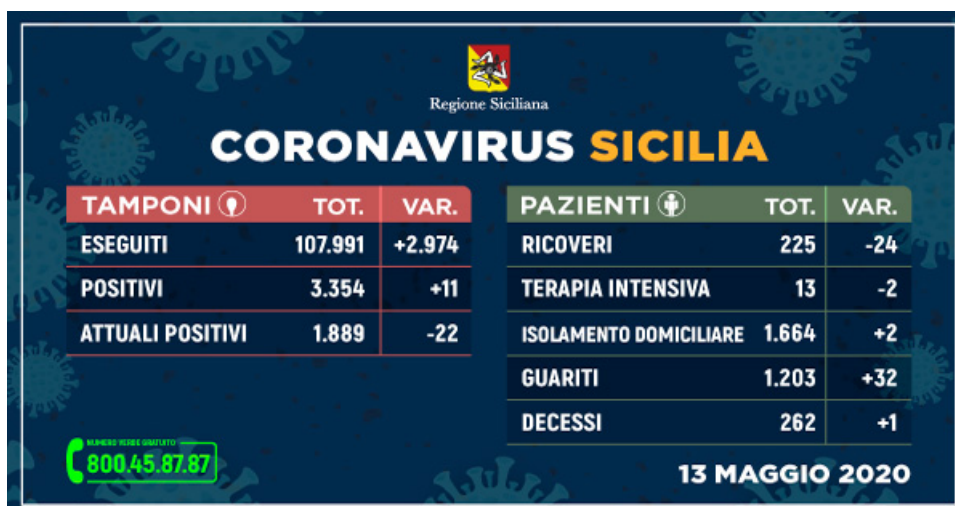 Regione Siciliana
CORONAVIRUS SICILIA
TAMPONI TOT. VAR.
ESEGUITI 107.991 +2.974
POSITIVI 3.354 +11
ATTUALI POSITIVI 1.889 -22
PAZIENTI TOT. VAR.
RICOVERI 225 -24
TERAPIA INTENSIVA 13 -2
ISOLAMENTO DOMICILIARE 1.664 +2
GUARITI 1.203 +32
DECESSI 262 +1
NUMERO VERDE GRATUITO
800.45.87.87
13 MAGGIO 2020